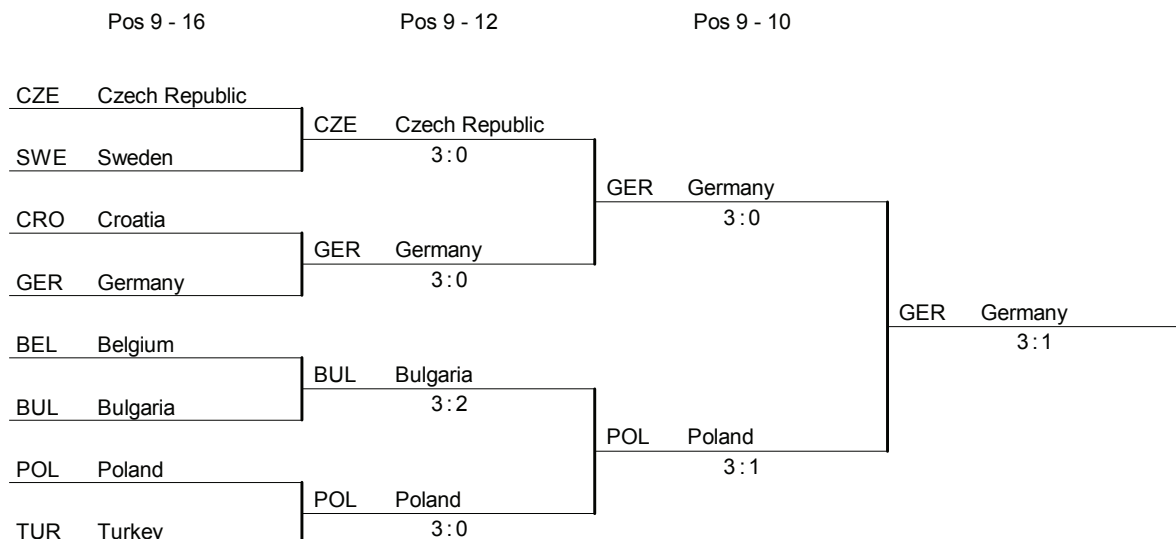 Pos 9 - 16 Pos 9 - 12 Pos 9 - 10
CZE Czech Republic
CZE Czech Republic
3 : 0
SWE Sweden
GER Germany
3 : 0
CRO Croatia
GER Germany
3 : 0
GER Germany
GER Germany
3 : 1
BEL Belgium
BUL Bulgaria
3 : 2
BUL Bulgaria
POL Poland
3 : 1
POL Poland
POL Poland
3 : 0
TUR Turkey